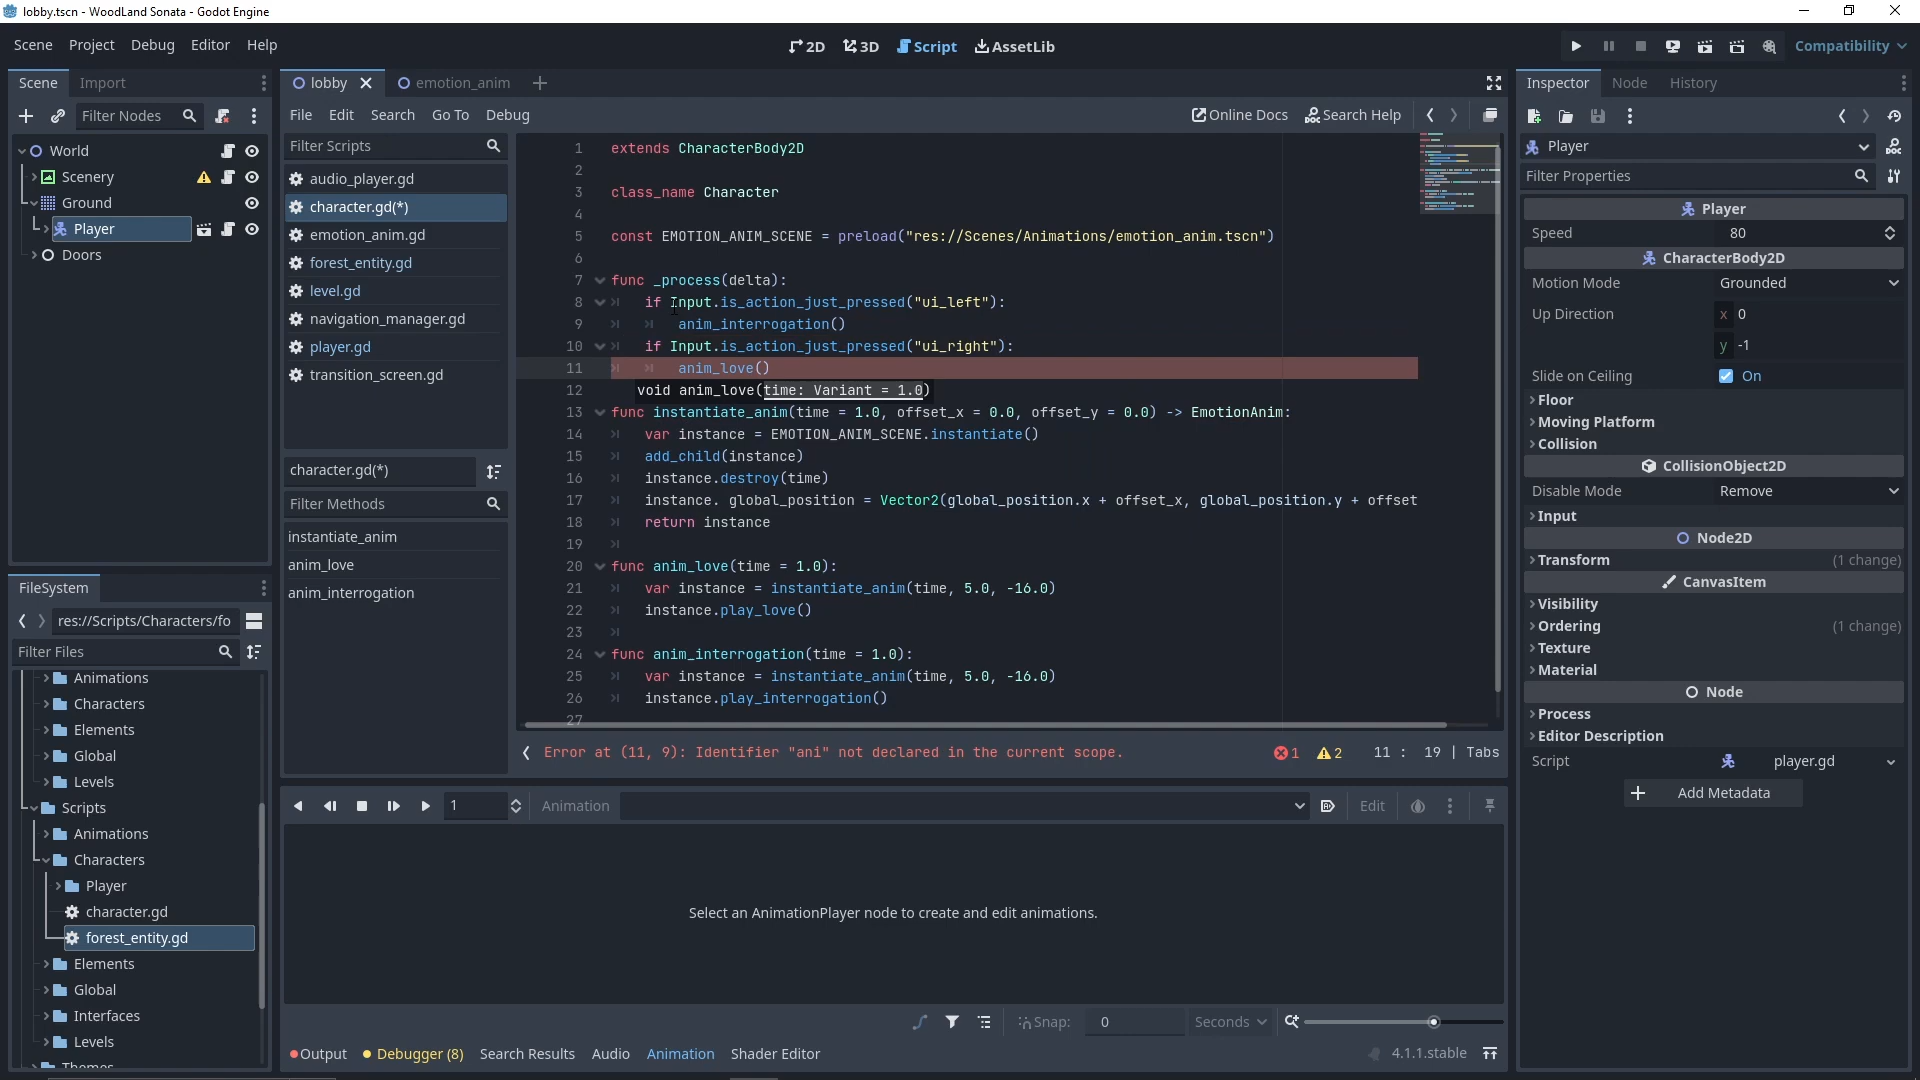 lobby.tscn - WoodLand Sonata - Godot Engine
Scene Project Debug Editor Help
2D 3D Script AssetLib
Compatibility
Scene Import
Filter Nodes
World
Scenery
Ground
Player
Doors
FileSystem
res://Scripts/Characters/fo
Filter Files
Animations
Characters
Elements
Global
Levels
Scripts
Animations
Characters
Player
character.gd
forest_entity.gd
Elements
Global
Interfaces
Levels
Themes
lobby emotion_anim
File Edit Search Go To Debug
Online Docs Search Help
Filter Scripts
audio_player.gd
character.gd(*)
emotion_anim.gd
forest_entity.gd
level.gd
navigation_manager.gd
player.gd
transition_screen.gd
character.gd(*)
Filter Methods
instantiate_anim
anim_love
anim_interrogation
1 extends CharacterBody2D
2
3 class_name Character
4
5 const EMOTION_ANIM_SCENE = preload("res://Scenes/Animations/emotion_anim.tscn")
6
7 func _process(delta):
8 if Input.is_action_just_pressed("ui_left"):
9 anim_interrogation()
10 if Input.is_action_just_pressed("ui_right"):
11 anim_love()
12 void anim_love(time: Variant = 1.0)
13 func instantiate_anim(time = 1.0, offset_x = 0.0, offset_y = 0.0) -> EmotionAnim:
14 var instance = EMOTION_ANIM_SCENE.instantiate()
15 add_child(instance)
16 instance.destroy(time)
17 instance. global_position = Vector2(global_position.x + offset_x, global_position.y + offset
18 return instance
19
20 func anim_love(time = 1.0):
21 var instance = instantiate_anim(time, 5.0, -16.0)
22 instance.play_love()
23
24 func anim_interrogation(time = 1.0):
25 var instance = instantiate_anim(time, 5.0, -16.0)
26 instance.play_interrogation()
27
Error at (11, 9): Identifier "ani" not declared in the current scope.
1 2 11 : 19 | Tabs
1 Animation Edit
Select an AnimationPlayer node to create and edit animations.
Snap: 0 Seconds
Output Debugger (8) Search Results Audio Animation Shader Editor
4.1.1.stable
Inspector Node History
Player
Filter Properties
Player
Speed 80
CharacterBody2D
Motion Mode Grounded
Up Direction x 0
y -1
Slide on Ceiling On
Floor
Moving Platform
Collision
CollisionObject2D
Disable Mode Remove
Input
Node2D
Transform (1 change)
CanvasItem
Visibility
Ordering (1 change)
Texture
Material
Node
Process
Editor Description
Script player.gd
Add Metadata